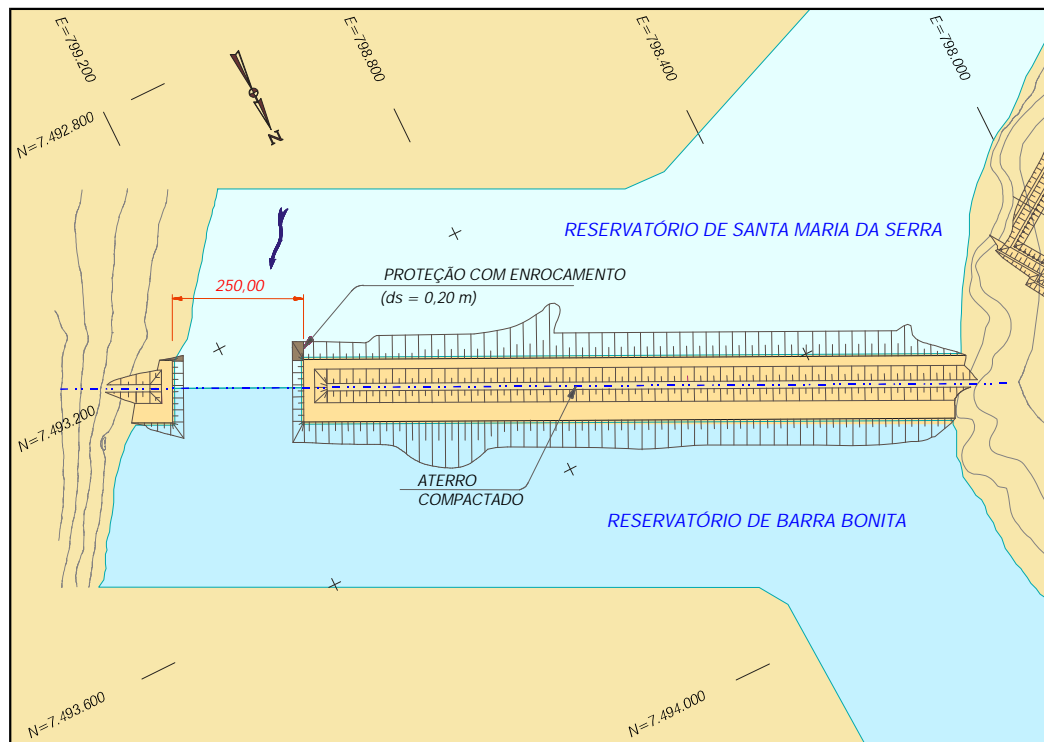 E=799.200
E=798.800
E=798.400
E=798.000
N=7.492.800
N
RESERVATÓRIO DE SANTA MARIA DA SERRA
PROTEÇÃO COM ENROCAMENTO
(ds = 0,20 m)
250,00
N=7.493.200
ATERRO
COMPACTADO
RESERVATÓRIO DE BARRA BONITA
N=7.493.600
N=7.494.000